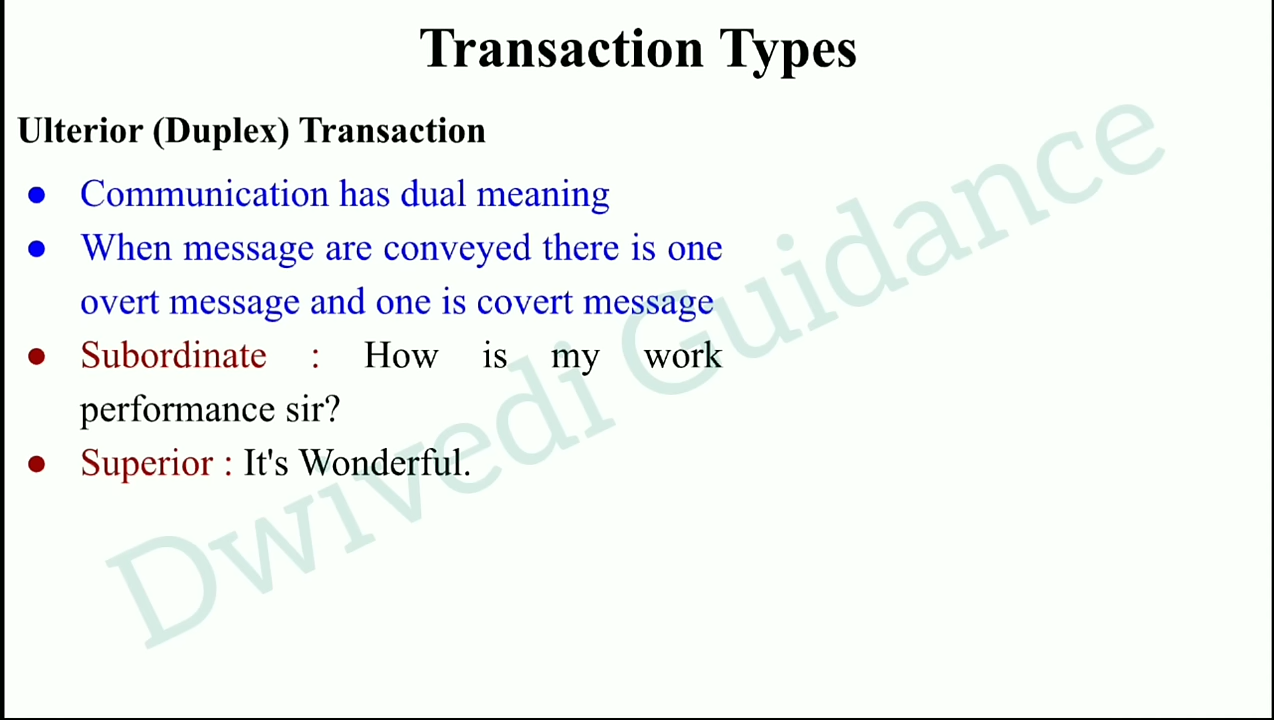 Transaction Types
Ulterior (Duplex) Transaction
● Communication has dual meaning
● When message are conveyed there is one
overt message and one is covert message
● Subordinate : How is my work
performance sir?
● Superior : It's Wonderful.
Dwivedi Guidance